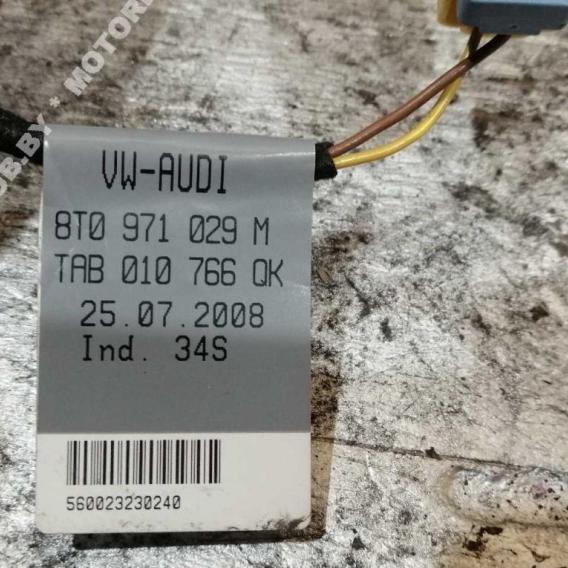 VW-AUDI
8T0 971 029 M
TAB 010 766 QK
25.07.2008
Ind. 34S
560023230240